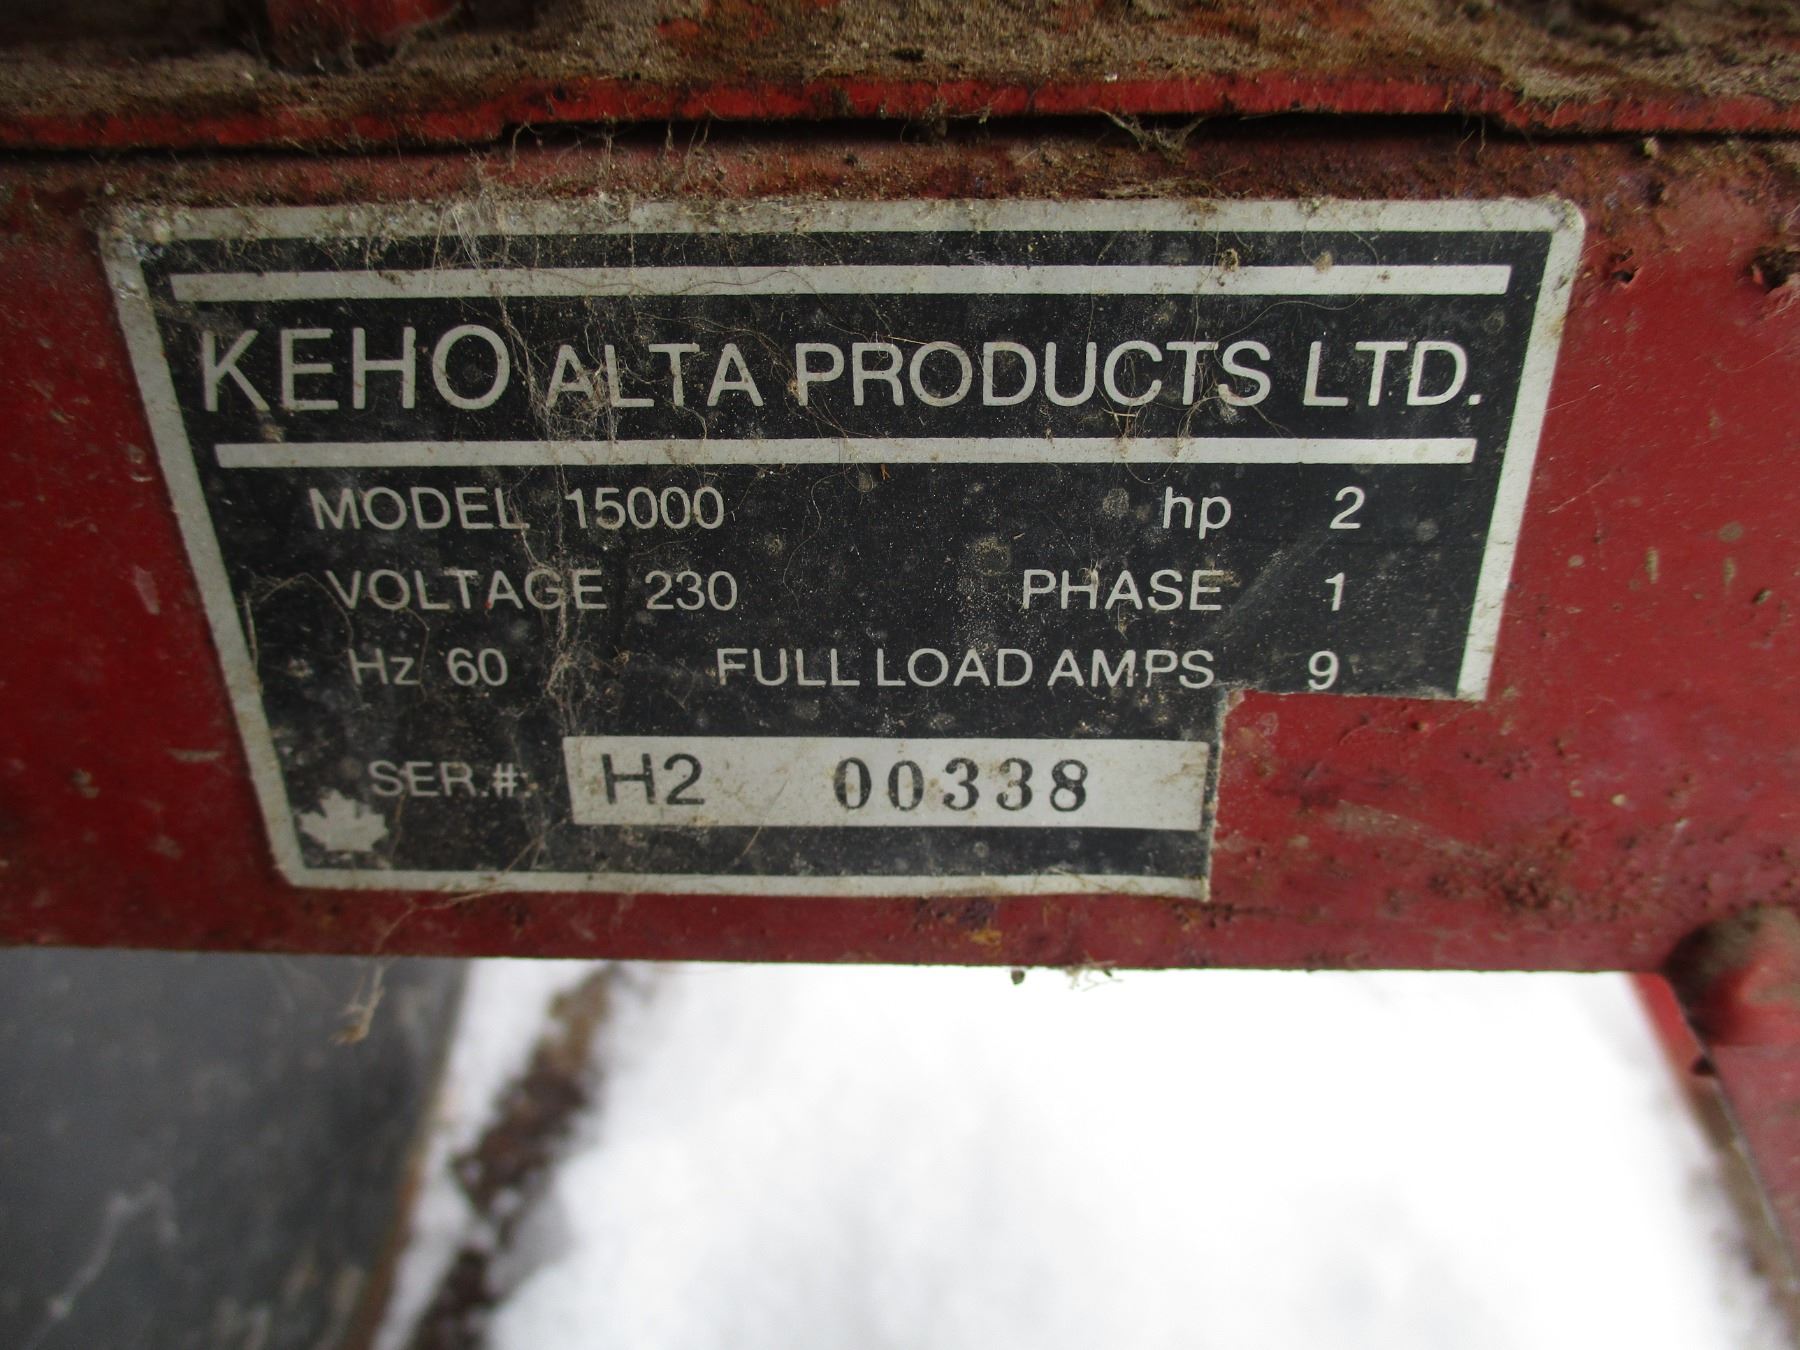 KEHO ALTA PRODUCTS LTD.
MODEL 15000 hp 2
VOLTAGE 230 PHASE 1
Hz 60 FULL LOAD AMPS 9
SER.#: H2 00338